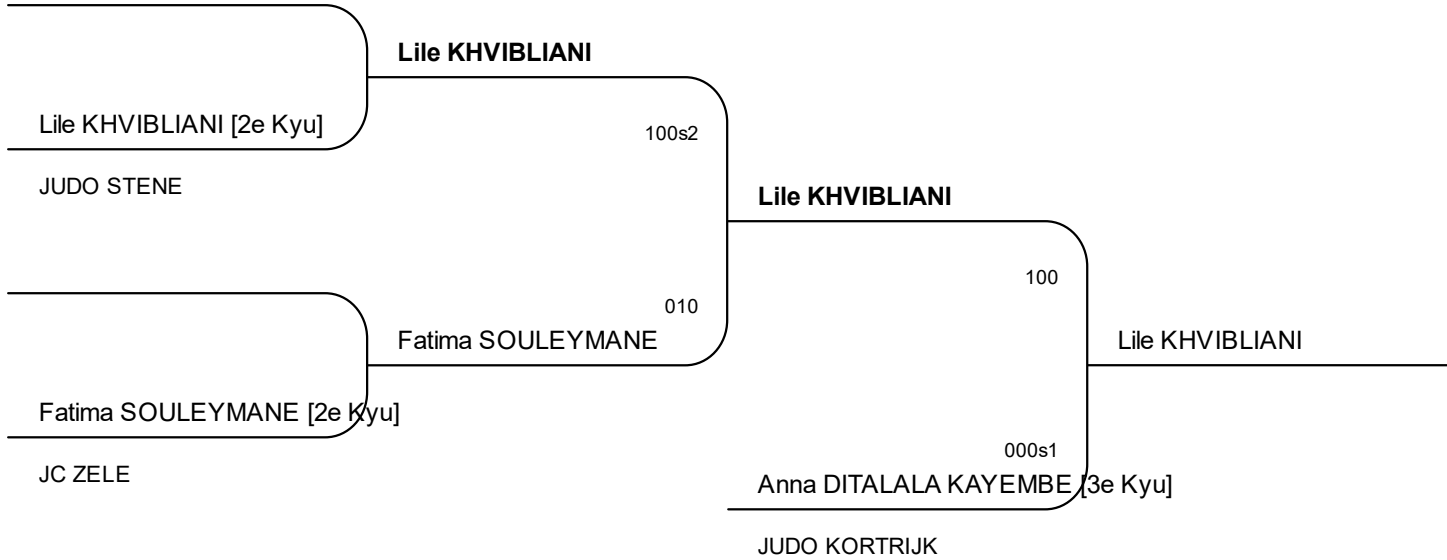 Lile KHVIBLIANI
Lile KHVIBLIANI [2e Kyu]
100s2
JUDO STENE
Lile KHVIBLIANI
100
010
Fatima SOULEYMANE
Lile KHVIBLIANI
Fatima SOULEYMANE [2e Kyu]
000s1
JC ZELE
Anna DITALALA KAYEMBE [3e Kyu]
JUDO KORTRIJK